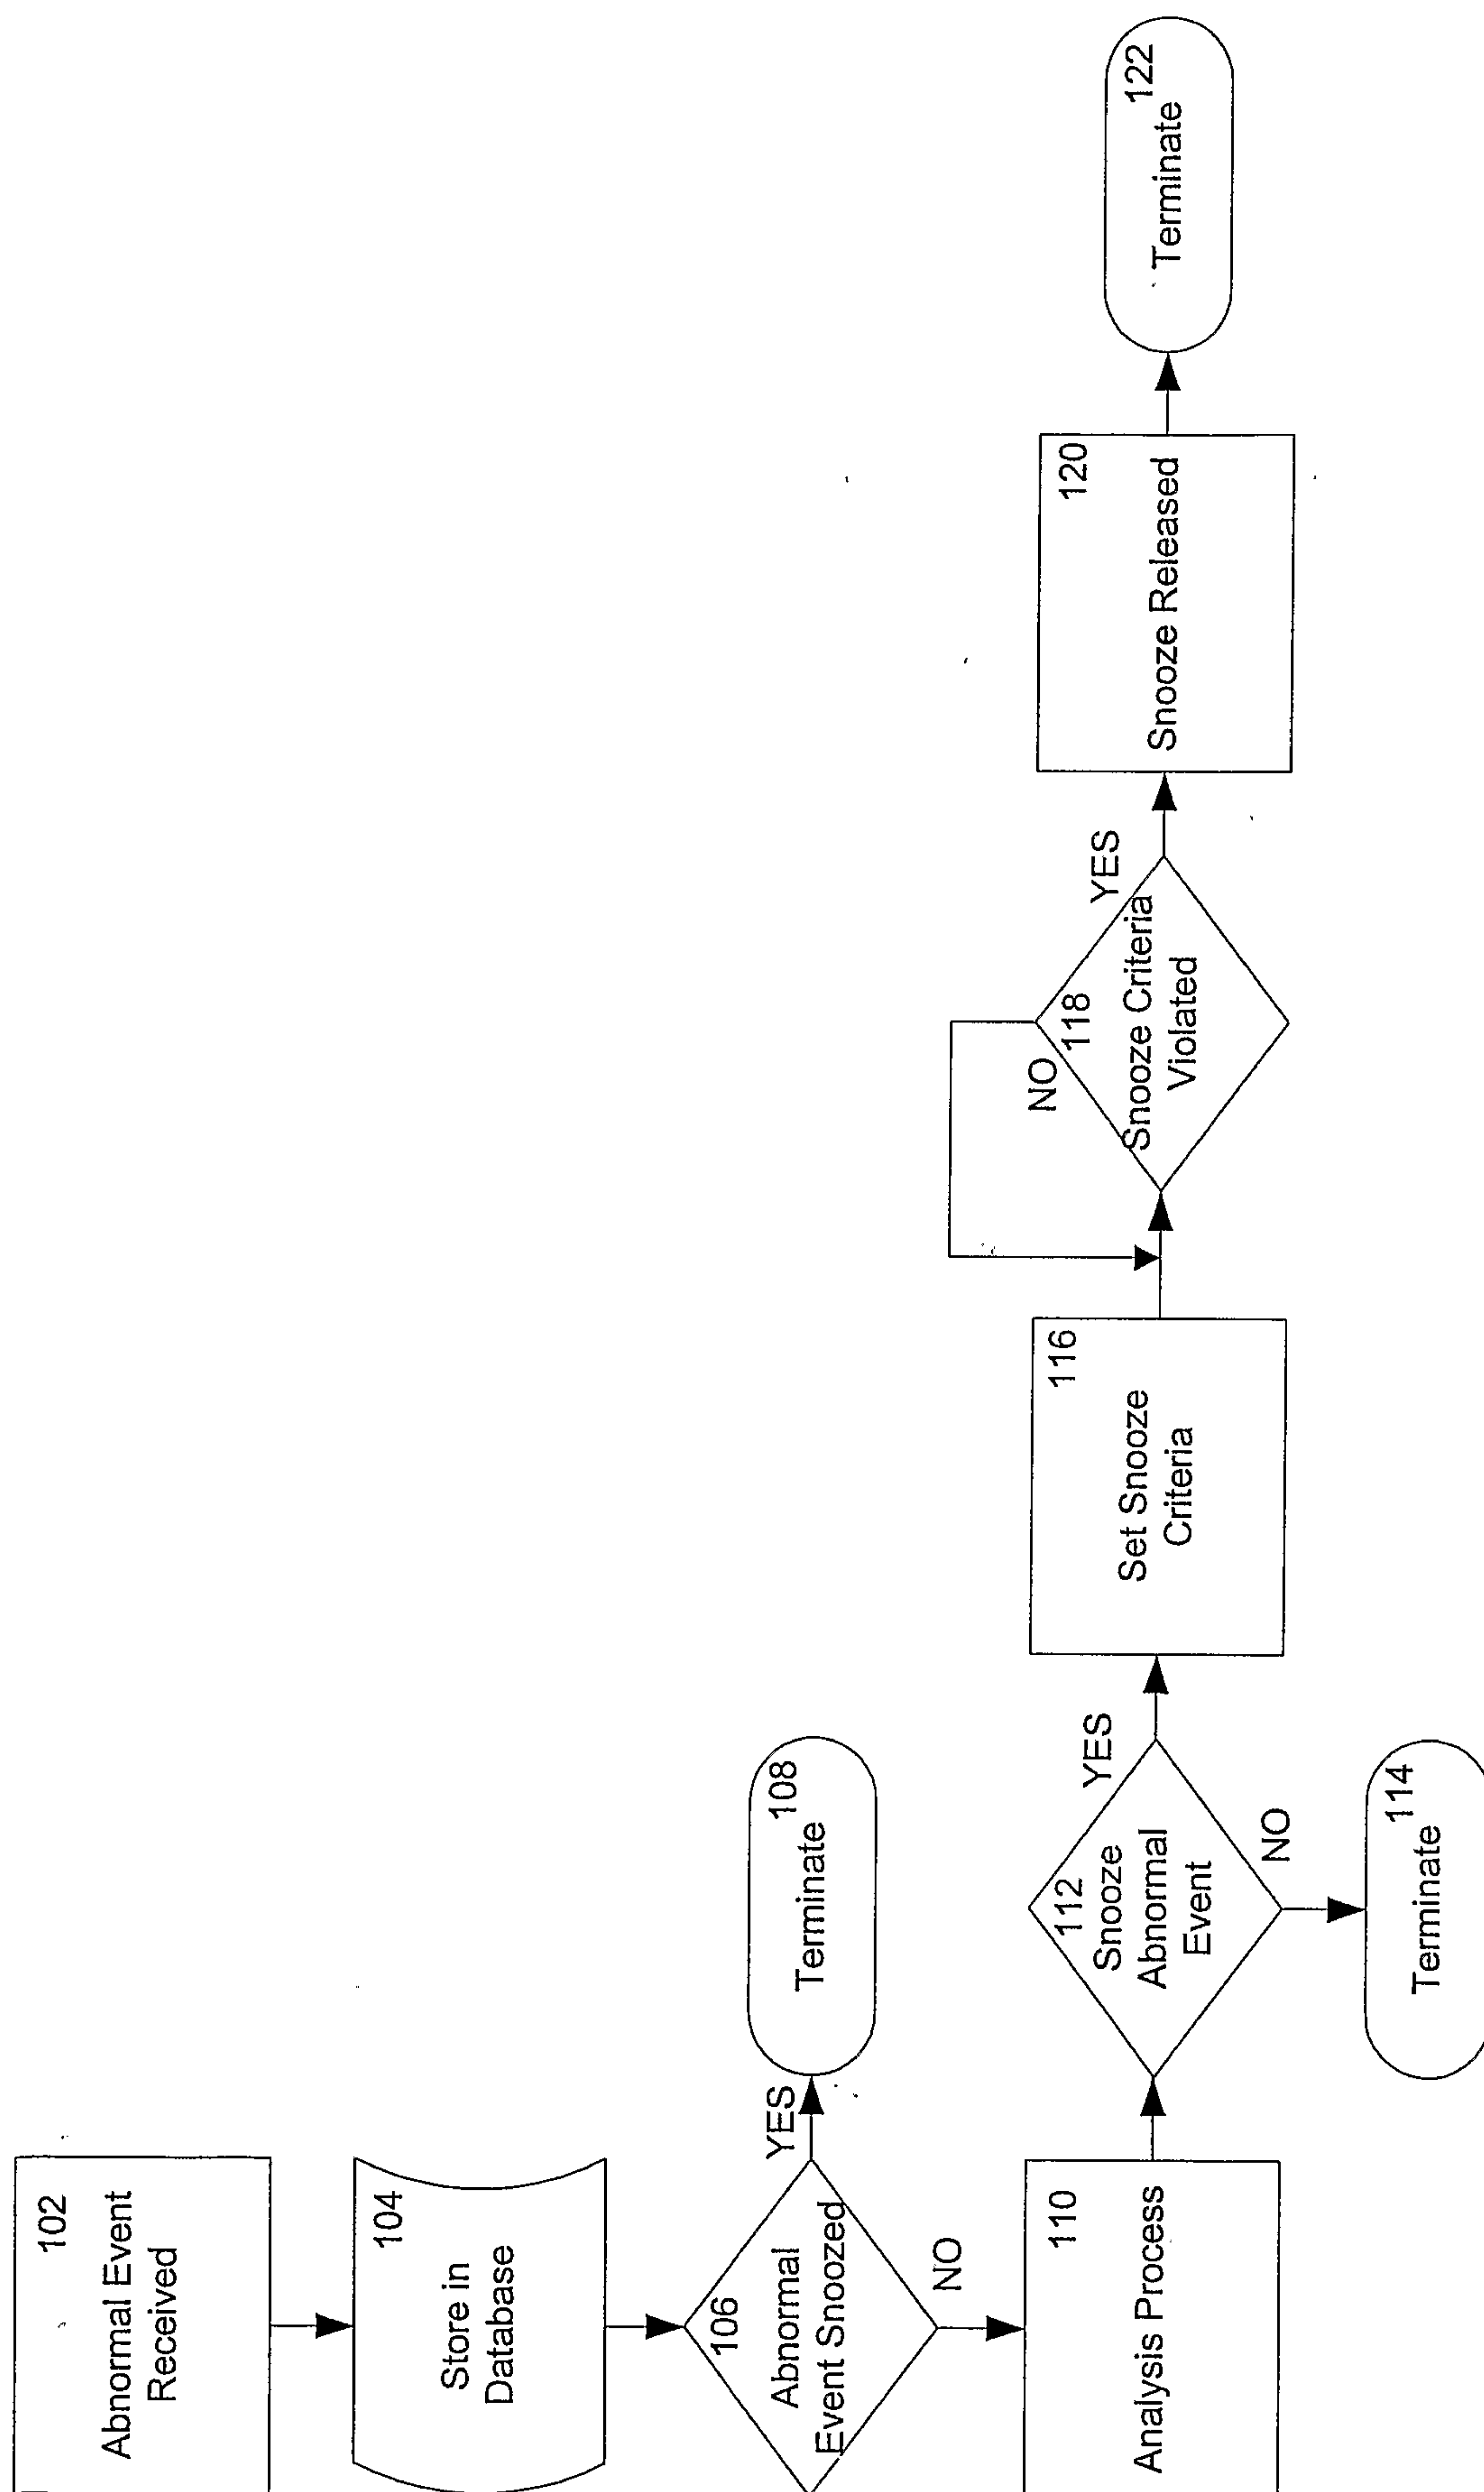 102
Abnormal Event
Received
104
Store in
Database
106
Abnormal
Event Snoozed
YES
108
Terminate
NO
110
Analysis Process
112
Snooze
Abnormal
Event
NO
114
Terminate
YES
116
Set Snooze
Criteria
118
Snooze Criteria
Violated
NO
YES
120
Snooze Released
122
Terminate